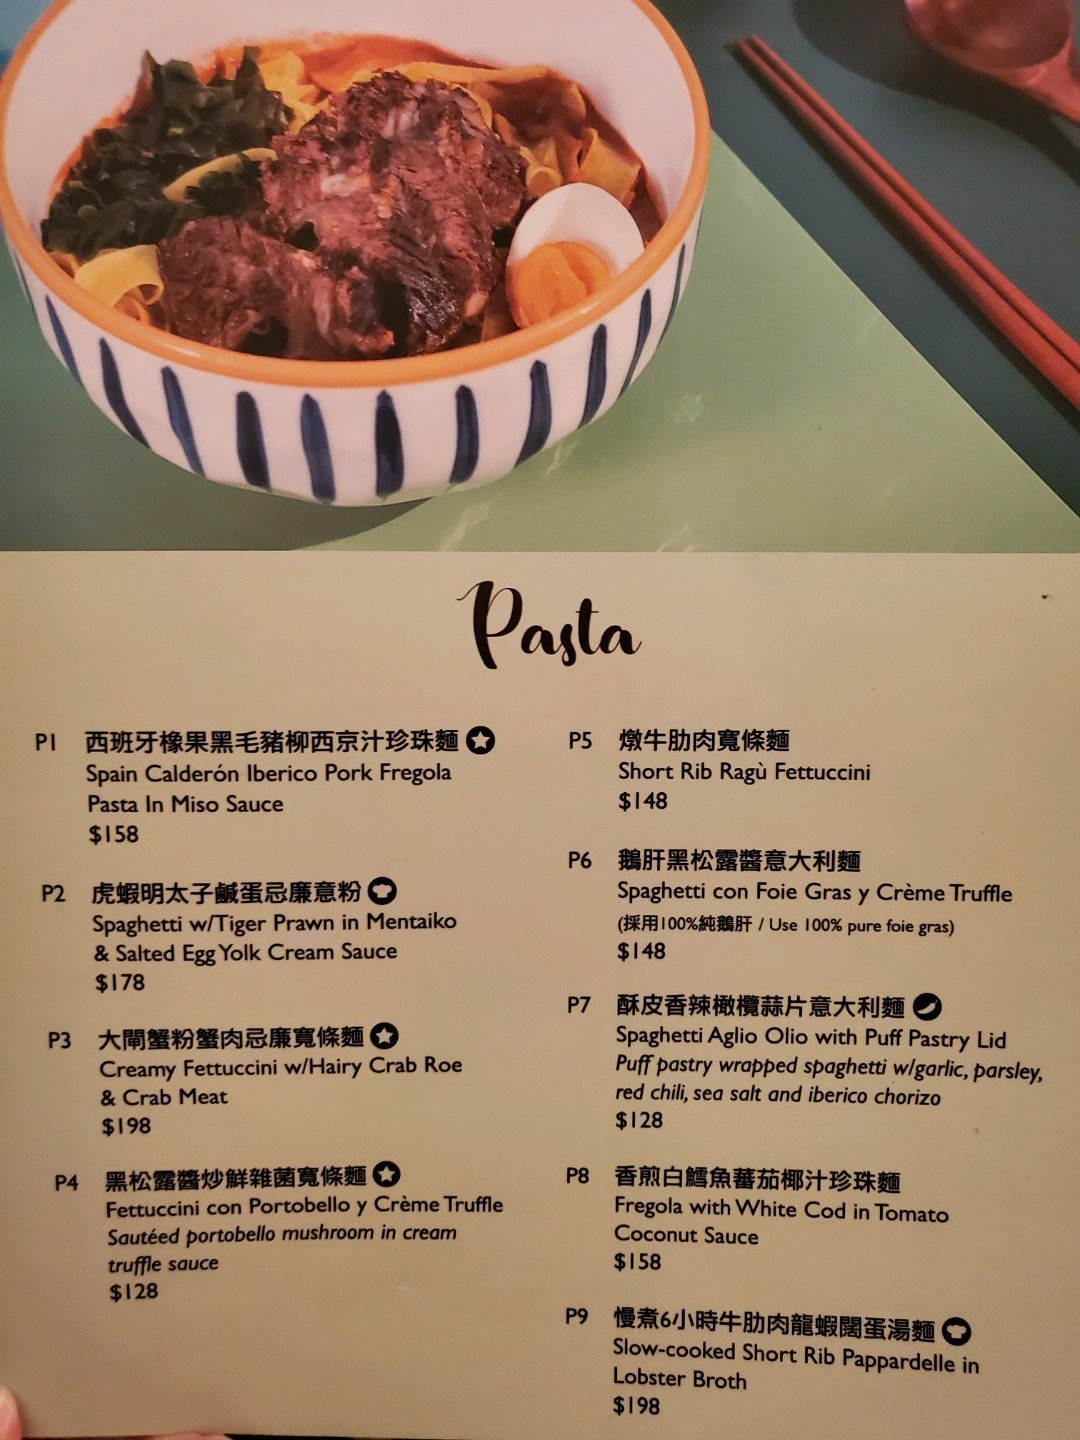 Pasta
P1 西班牙橡果黑毛豬柳西京汁珍珠麵
Spain Calderón Iberico Pork Fregola
Pasta In Miso Sauce
$158
P2 虎蝦明太子鹹蛋忌廉意粉
Spaghetti w/Tiger Prawn in Mentaiko
& Salted Egg Yolk Cream Sauce
$178
P3 大閘蟹粉蟹肉忌廉寬條麵
Creamy Fettuccini w/Hairy Crab Roe
& Crab Meat
$198
P4 黑松露醬炒鮮雜菌寬條麵
Fettuccini con Portobello y Crème Truffle
Sautéed portobello mushroom in cream
truffle sauce
$128
P5 燉牛肋肉寬條麵
Short Rib Ragù Fettuccini
$148
P6 鵝肝黑松露醬意大利麵
Spaghetti con Foie Gras y Crème Truffle
(採用100%純鵝肝 / Use 100% pure foie gras)
$148
P7 酥皮香辣橄欖蒜片意大利麵
Spaghetti Aglio Olio with Puff Pastry Lid
Puff pastry wrapped spaghetti w/garlic, parsley,
red chili, sea salt and iberico chorizo
$128
P8 香煎白鱈魚蕃茄椰汁珍珠麵
Fregola with White Cod in Tomato
Coconut Sauce
$158
P9 慢煮6小時牛肋肉龍蝦闊蛋湯麵
Slow-cooked Short Rib Pappardelle in
Lobster Broth
$198